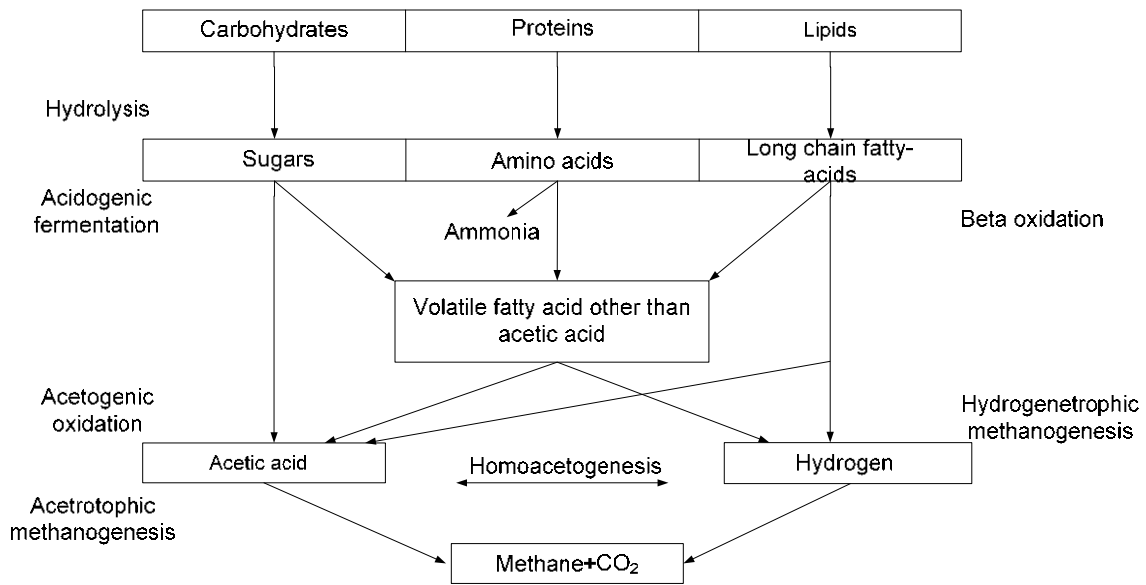 Carbohydrates
Proteins
Lipids
Hydrolysis
Sugars
Amino acids
Long chain fatty-
acids
Acidogenic
fermentation
Ammonia
Beta oxidation
Volatile fatty acid other than
acetic acid
Acetogenic
oxidation
Hydrogenetrophic
methanogenesis
Acetic acid
Homoacetogenesis
Hydrogen
Acetrotophic
methanogenesis
Methane+CO₂